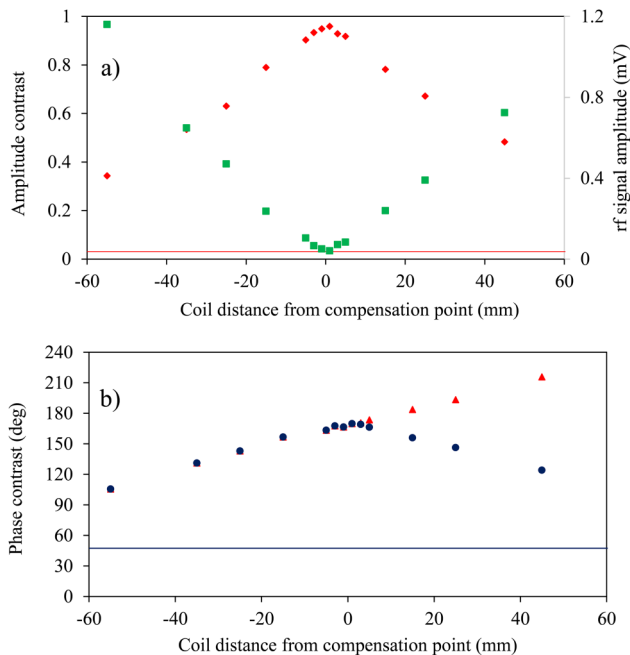 a)
Amplitude contrast
1
0.8
0.6
0.4
0.2
0
rf signal amplitude (mV)
1.2
0.8
0.4
0
-60 -40 -20 0 20 40 60
Coil distance from compensation point (mm)
b)
Phase contrast (deg)
240
210
180
150
120
90
60
30
0
-60 -40 -20 0 20 40 60
Coil distance from compensation point (mm)